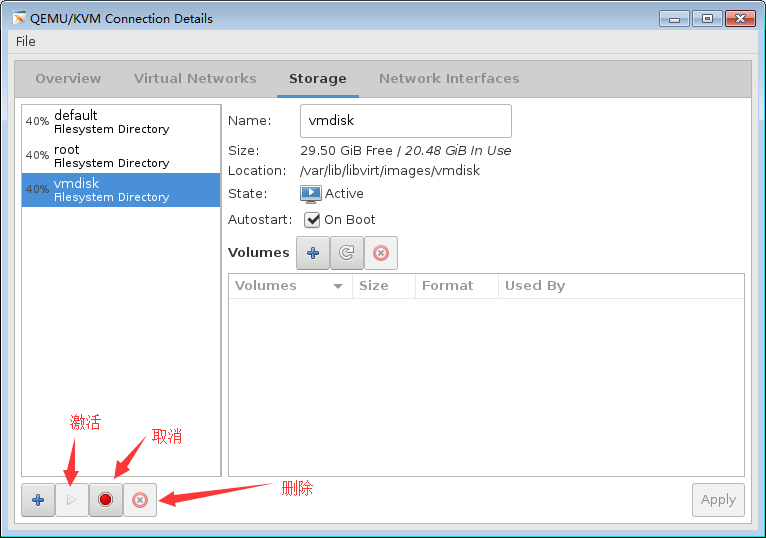 QEMU/KVM Connection Details
File
Overview Virtual Networks Storage Network Interfaces
40% default
Filesystem Directory
40% root
Filesystem Directory
40% vmdisk
Filesystem Directory
Name: vmdisk
Size: 29.50 GiB Free / 20.48 GiB In Use
Location: /var/lib/libvirt/images/vmdisk
State: Active
Autostart: On Boot
Volumes
Volumes Size Format Used By
激活
取消
删除
Apply